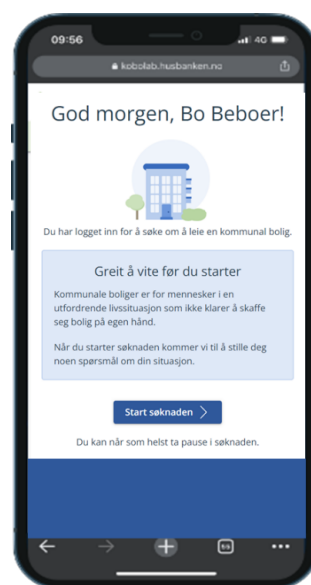 09:56
4G
kobolab.husbanken.no
God morgen, Bo Beboer!
Du har logget inn for å søke om å leie en kommunal bolig.
Greit å vite før du starter
Kommunale boliger er for mennesker i en
utfordrende livssituasjon som ikke klarer å skaffe
seg bolig på egen hånd.
Når du starter søknaden kommer vi til å stille deg
noen spørsmål om din situasjon.
Start søknaden
Du kan når som helst ta pause i søknaden.